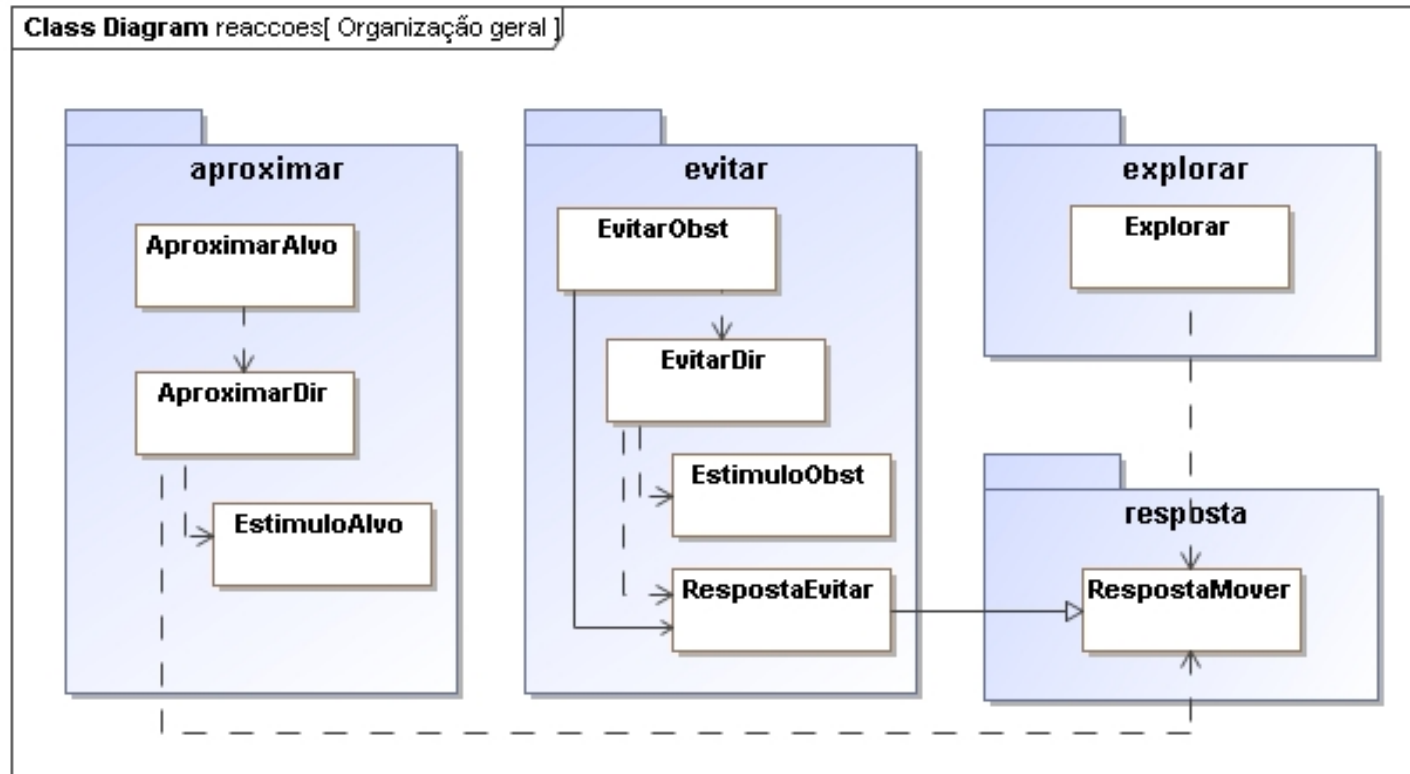 Class Diagram reaccoes[ Organização geral ]
aproximar
AproximarAlvo
AproximarDir
EstimuloAlvo
evitar
EvitarObst
EvitarDir
EstimuloObst
RespostaEvitar
explorar
Explorar
resposta
RespostaMover